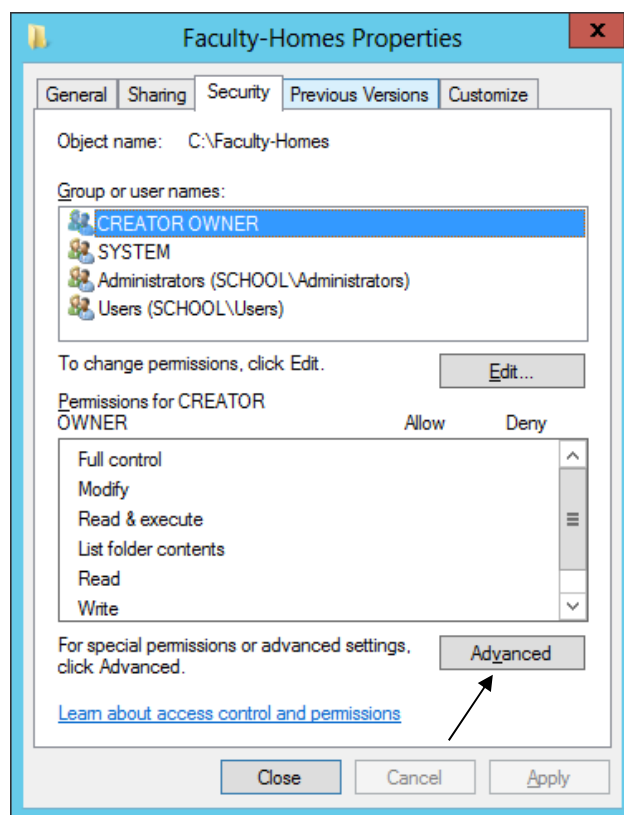 Faculty-Homes Properties
x
General Sharing Security Previous Versions Customize
Object name: C:\Faculty-Homes
Group or user names:
CREATOR OWNER
SYSTEM
Administrators (SCHOOL\Administrators)
Users (SCHOOL\Users)
To change permissions, click Edit.
Edit...
Permissions for CREATOR
OWNER Allow Deny
Full control
Modify
Read & execute
List folder contents
Read
Write
For special permissions or advanced settings,
click Advanced.
Advanced
Learn about access control and permissions
Close Cancel Apply